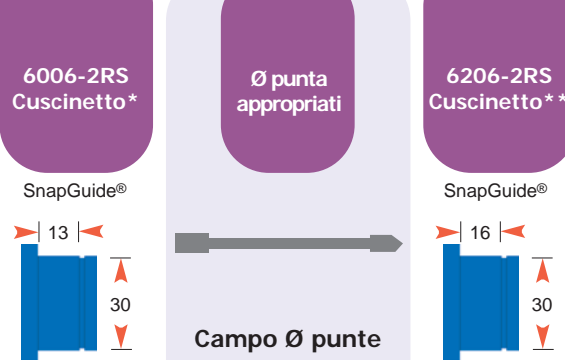 6006-2RS
Cuscinetto*
Ø punta
appropriati
6206-2RS
Cuscinetto**
SnapGuide®
SnapGuide®
13
16
30
30
Campo Ø punte